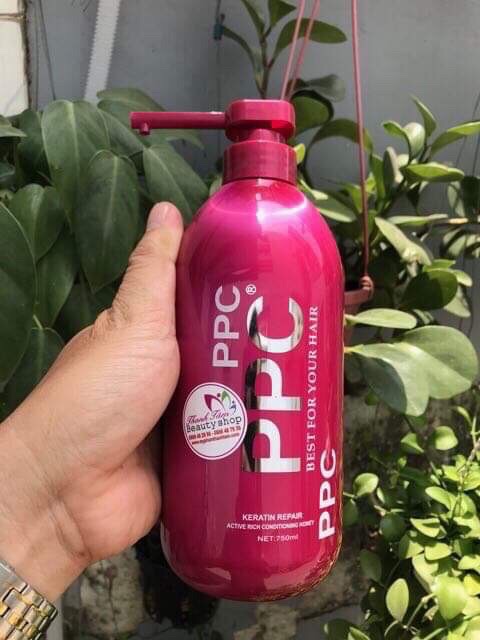 PPC
PPC®
BEST FOR YOUR HAIR
PPC
Thanh Tâm
Beauty shop
KERATIN REPAIR
ACTIVE RICH CONDITIONING HONEY
NET:750ml